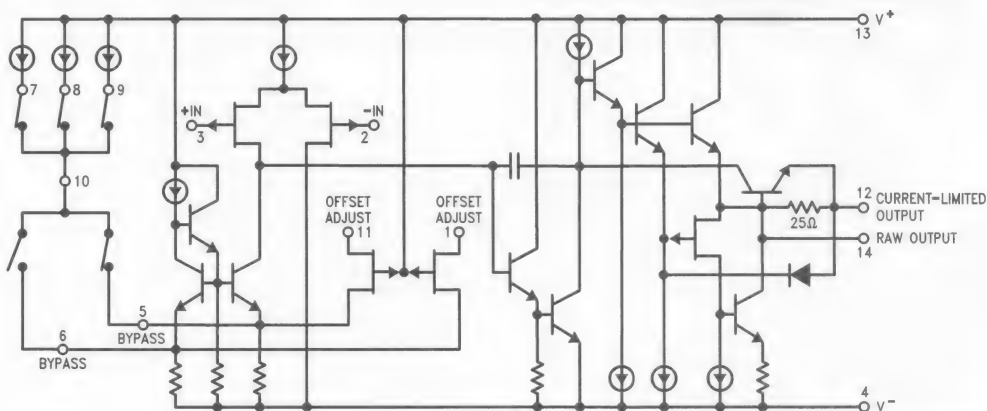 V+
13
7
8
9
+IN
3
-IN
2
10
OFFSET
ADJUST
11
OFFSET
ADJUST
1
12 CURRENT-LIMITED
OUTPUT
25Ω
RAW OUTPUT
14
5
BYPASS
6
BYPASS
4
V-